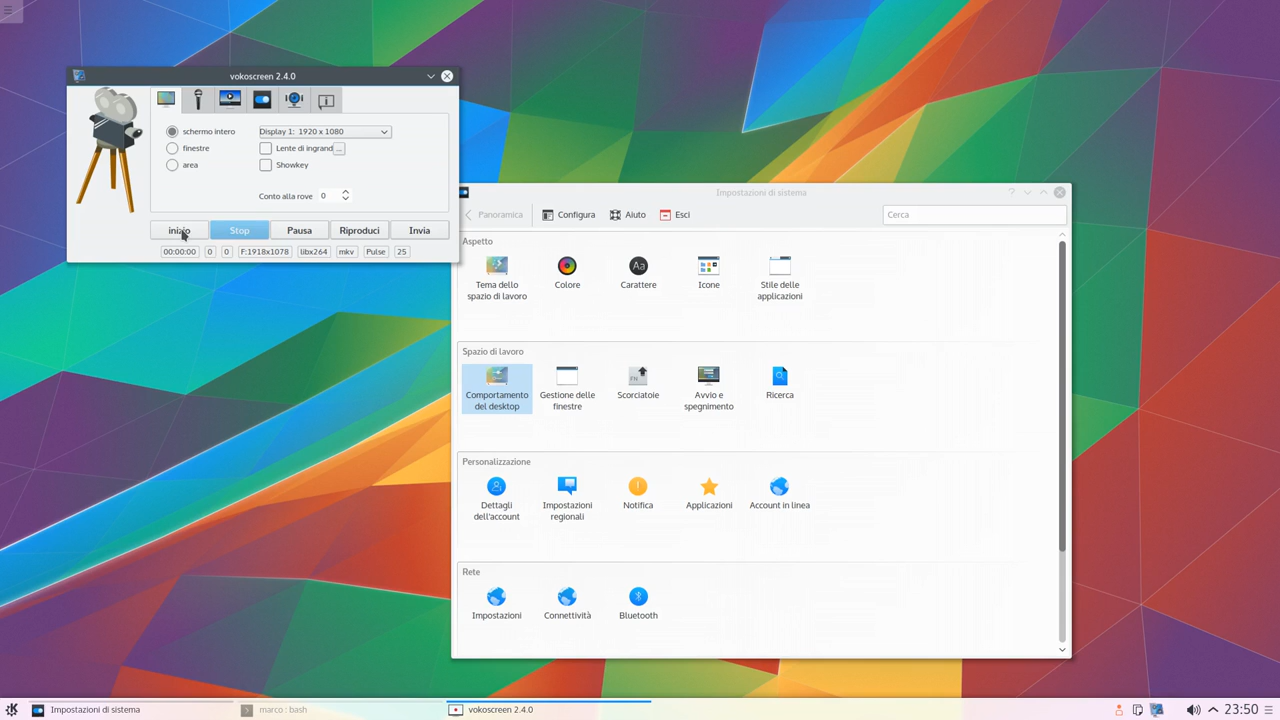 vokoscreen 2.4.0
schermo intero
Display 1: 1920 x 1080
finestre
Lente di ingrand
...
area
Showkey
Conto alla rove
0
Stop
Pausa
Riproduci
Invia
00:00:00
0
0
F:1918x1078
libx264
mkv
Pulse
25
Impostazioni di sistema
?
Panoramica
Configura
Aiuto
Esci
Cerca
Aspetto
Tema dello
spazio di lavoro
Colore
Aa
Carattere
Icone
Stile delle
applicazioni
Spazio di lavoro
Comportamento
del desktop
Gestione delle
finestre
FN
Scorciatoie
Avvio e
spegnimento
Ricerca
Personalizzazione
Dettagli
dell'account
Impostazioni
regionali
Notifica
Applicazioni
Account in linea
Rete
Impostazioni
Connettività
Bluetooth
Impostazioni di sistema
marco : bash
vokoscreen 2.4.0
23:50